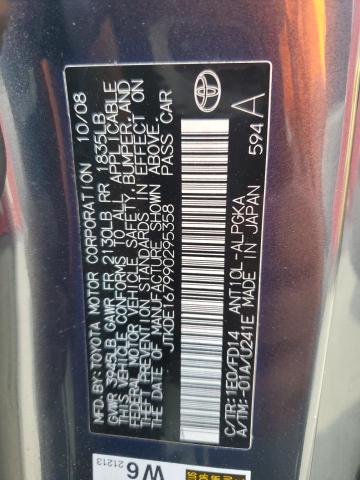 MFD.BY:TOYOTA MOTOR CORPORATION 10/08
GVWR 3945LB GAWR FR 2130LB RR 1835LB
THIS VEHICLE CONFORMS TO ALL APPLICABLE
FEDERAL MOTOR VEHICLE SAFETY, BUMPER, AND
THEFT PREVENTION STANDARDS IN EFFECT ON
THE DATE OF MANUFACTURE SHOWN ABOVE.
JTKDE167990295358 PASS CAR
C/TR:1E0/FD14 ANT10L-ALPGKA
A/TM:-01A/U241E MADE IN JAPAN 594 A
W6
21213